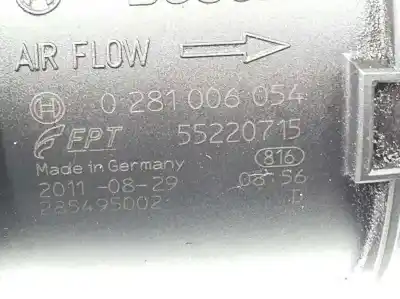 AIR FLOW
0 281 006 054
FPT 55220715
Made in Germany 816
2011-08-29 08 56
285495002